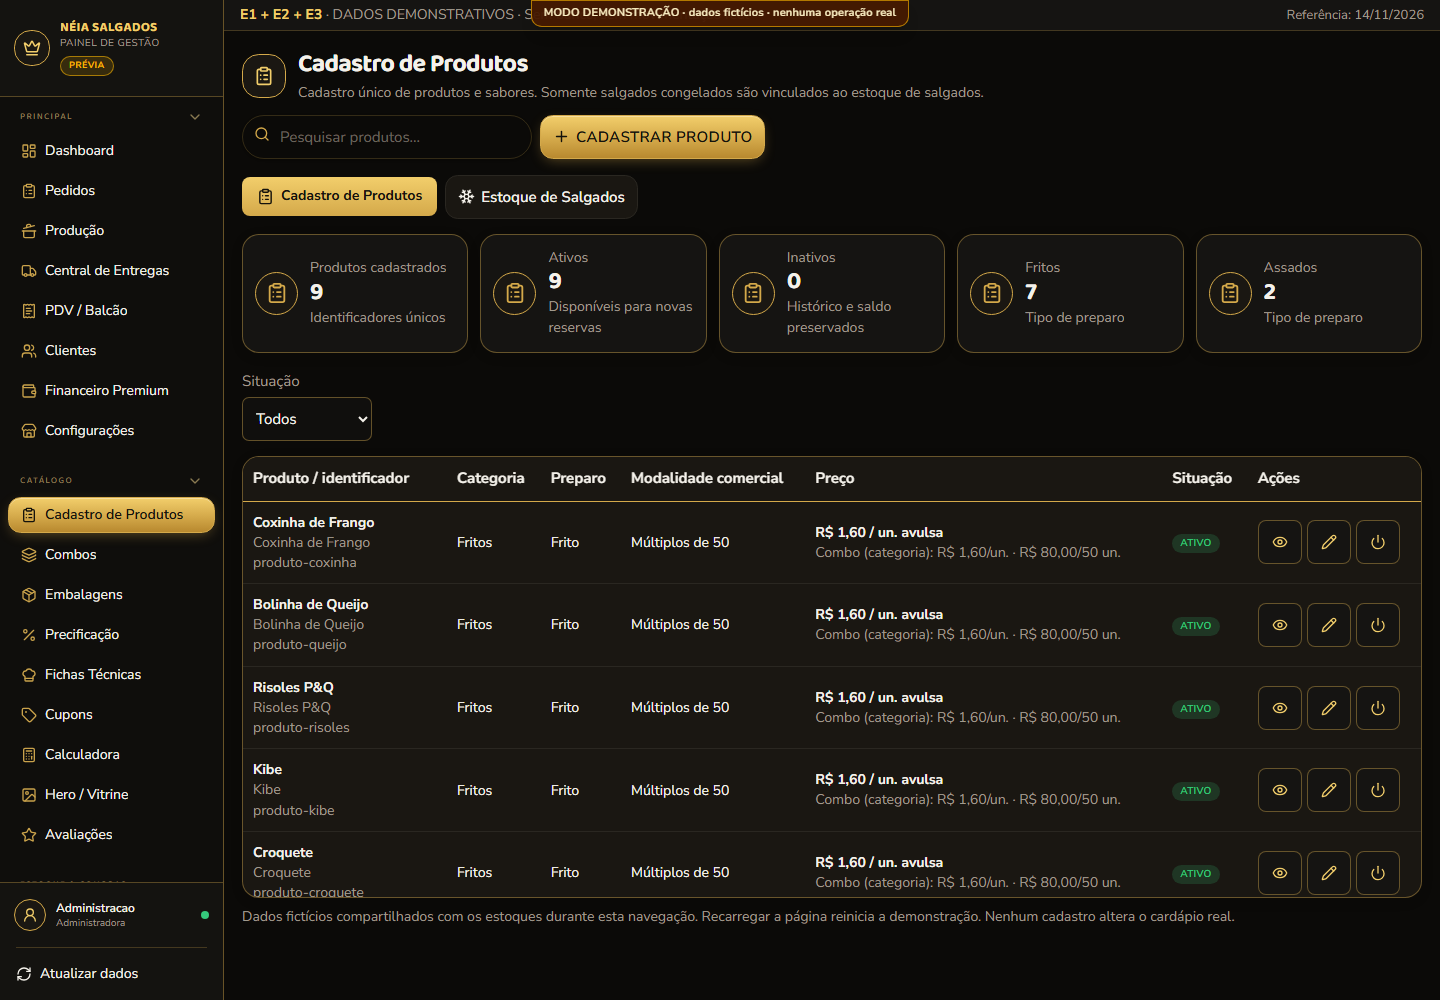 NÉIA SALGADOS
PAINEL DE GESTÃO
PRÉVIA
PRINCIPAL
Dashboard
Pedidos
Produção
Central de Entregas
PDV / Balcão
Clientes
Financeiro Premium
Configurações
CATÁLOGO
Cadastro de Produtos
Combos
Embalagens
Precificação
Fichas Técnicas
Cupons
Calculadora
Hero / Vitrine
Avaliações
Administracao
Administradora
Atualizar dados
E1 + E2 + E3 · DADOS DEMONSTRATIVOS · S
MODO DEMONSTRAÇÃO · dados fictícios · nenhuma operação real
Referência: 14/11/2026
Cadastro de Produtos
Cadastro único de produtos e sabores. Somente salgados congelados são vinculados ao estoque de salgados.
Pesquisar produtos...
CADASTRAR PRODUTO
Cadastro de Produtos
Estoque de Salgados
Produtos cadastrados
9
Identificadores únicos
Ativos
9
Disponíveis para novas
reservas
Inativos
0
Histórico e saldo
preservados
Fritos
7
Tipo de preparo
Assados
2
Tipo de preparo
Situação
Todos
Produto / identificador Categoria Preparo Modalidade comercial Preço Situação Ações
Coxinha de Frango
Coxinha de Frango
produto-coxinha
Fritos Frito Múltiplos de 50
R$ 1,60 / un. avulsa
Combo (categoria): R$ 1,60/un. · R$ 80,00/50 un.
ATIVO
Bolinha de Queijo
Bolinha de Queijo
produto-queijo
Fritos Frito Múltiplos de 50
R$ 1,60 / un. avulsa
Combo (categoria): R$ 1,60/un. · R$ 80,00/50 un.
ATIVO
Risoles P&Q
Risoles P&Q
produto-risoles
Fritos Frito Múltiplos de 50
R$ 1,60 / un. avulsa
Combo (categoria): R$ 1,60/un. · R$ 80,00/50 un.
ATIVO
Kibe
Kibe
produto-kibe
Fritos Frito Múltiplos de 50
R$ 1,60 / un. avulsa
Combo (categoria): R$ 1,60/un. · R$ 80,00/50 un.
ATIVO
Croquete
Croquete
produto-croquete
Fritos Frito Múltiplos de 50
R$ 1,60 / un. avulsa
Combo (categoria): R$ 1,60/un. · R$ 80,00/50 un.
ATIVO
Dados fictícios compartilhados com os estoques durante esta navegação. Recarregar a página reinicia a demonstração. Nenhum cadastro altera o cardápio real.